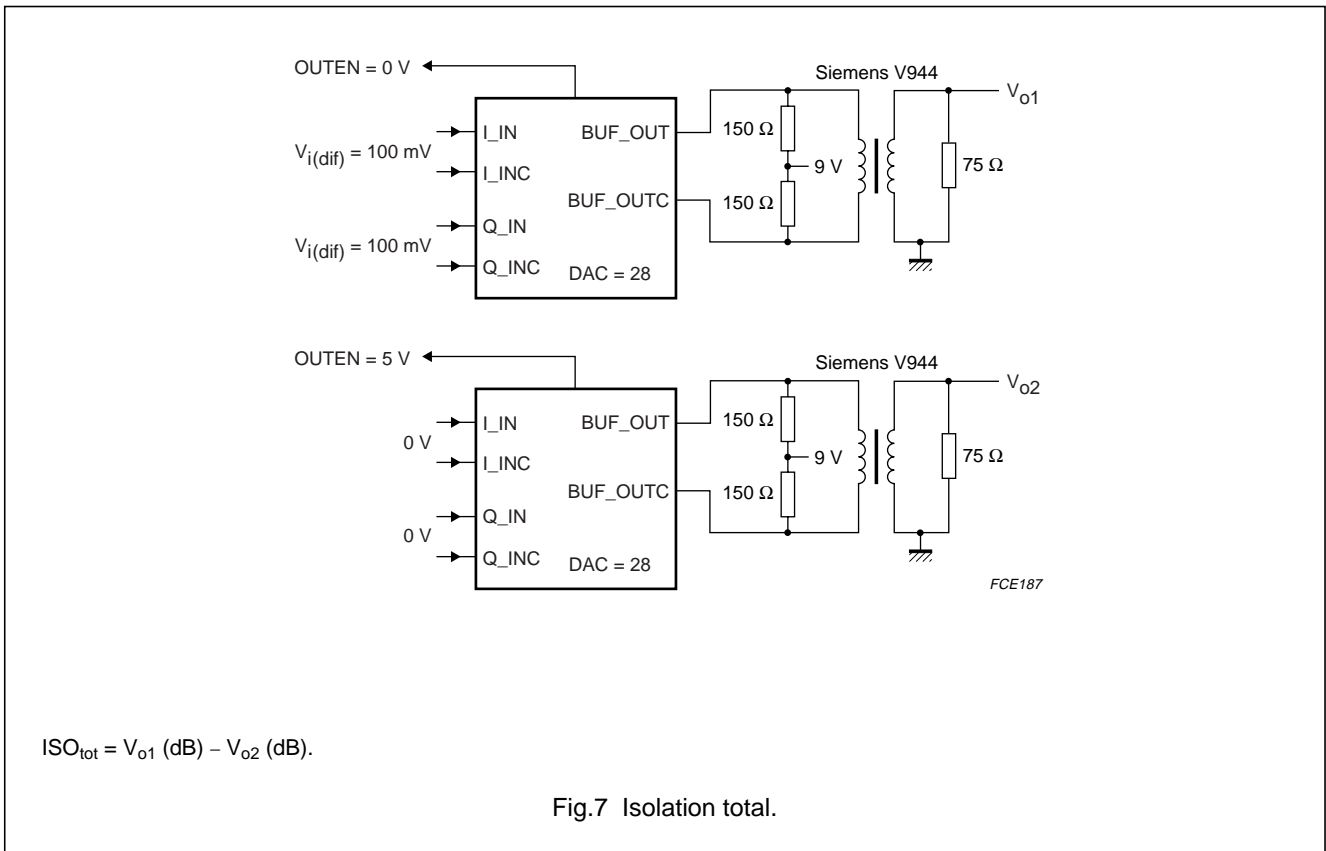 OUTEN = 0 V
Siemens V944
V_o1
I_IN
BUF_OUT
150 Ω
V_i(dif) = 100 mV
9 V
75 Ω
I_INC
BUF_OUTC
150 Ω
Q_IN
V_i(dif) = 100 mV
Q_INC
DAC = 28
OUTEN = 5 V
Siemens V944
V_o2
I_IN
BUF_OUT
150 Ω
0 V
9 V
75 Ω
I_INC
BUF_OUTC
150 Ω
Q_IN
0 V
Q_INC
DAC = 28
FCE187
ISO_tot = V_o1 (dB) − V_o2 (dB).
Fig.7 Isolation total.